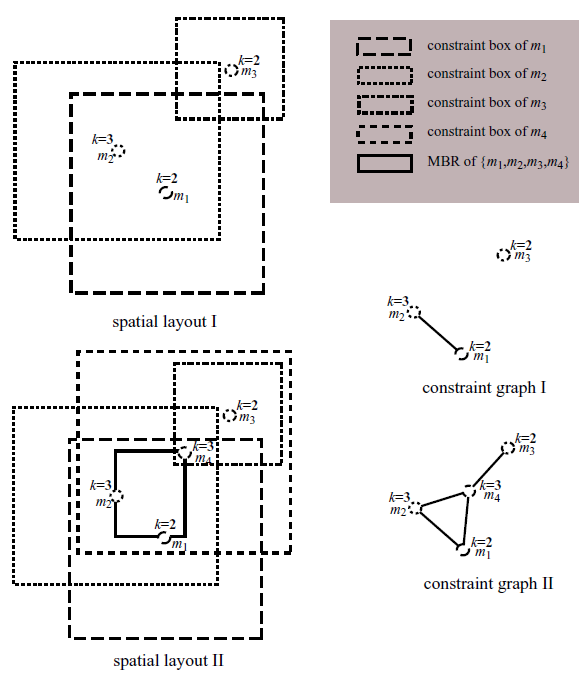 k=2
m3
k=3
m2
k=2
m1
spatial layout I
constraint box of m1
constraint box of m2
constraint box of m3
constraint box of m4
MBR of {m1,m2,m3,m4}
k=2
m3
k=3
m2
k=2
m1
constraint graph I
k=2
m3
k=3
m4
k=3
m2
k=2
m1
spatial layout II
k=2
m3
k=3
m4
k=3
m2
k=2
m1
constraint graph II